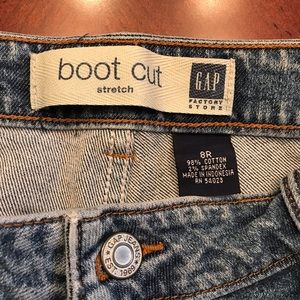 boot cut
stretch
GAP
FACTORY
STORE
8R
98% COTTON
2% SPANDEX
MADE IN INDONESIA
RN 54023
GAP JEANS
EST. 1969